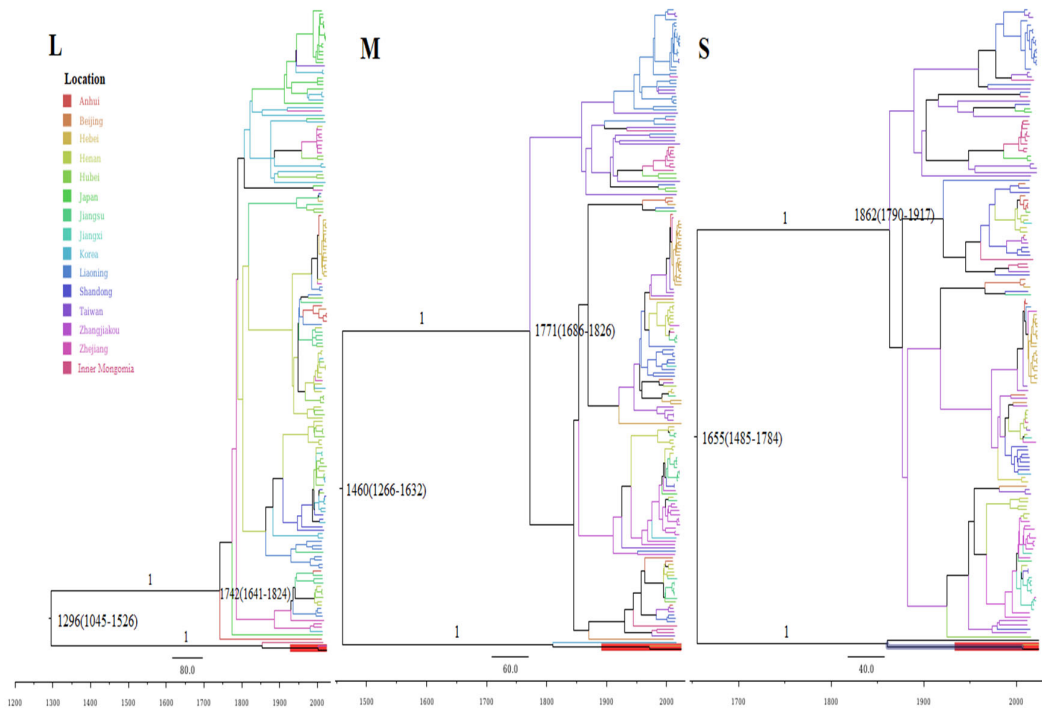 L
Location
Anhui
Beijing
Hebei
Henan
Hubei
Japan
Jiangsu
Jiangxi
Korea
Liaoning
Shandong
Taiwan
Zhangjiakou
Zhejiang
Inner Mongomia
1
1742(1641-1824)
1296(1045-1526)
1
80.0
1200 1300 1400 1500 1600 1700 1800 1900 2000
M
1
1771(1686-1826)
1460(1266-1632)
1
60.0
1500 1600 1700 1800 1900 2000
S
1
1862(1790-1917)
1655(1485-1784)
1
40.0
1700 1800 1900 2000